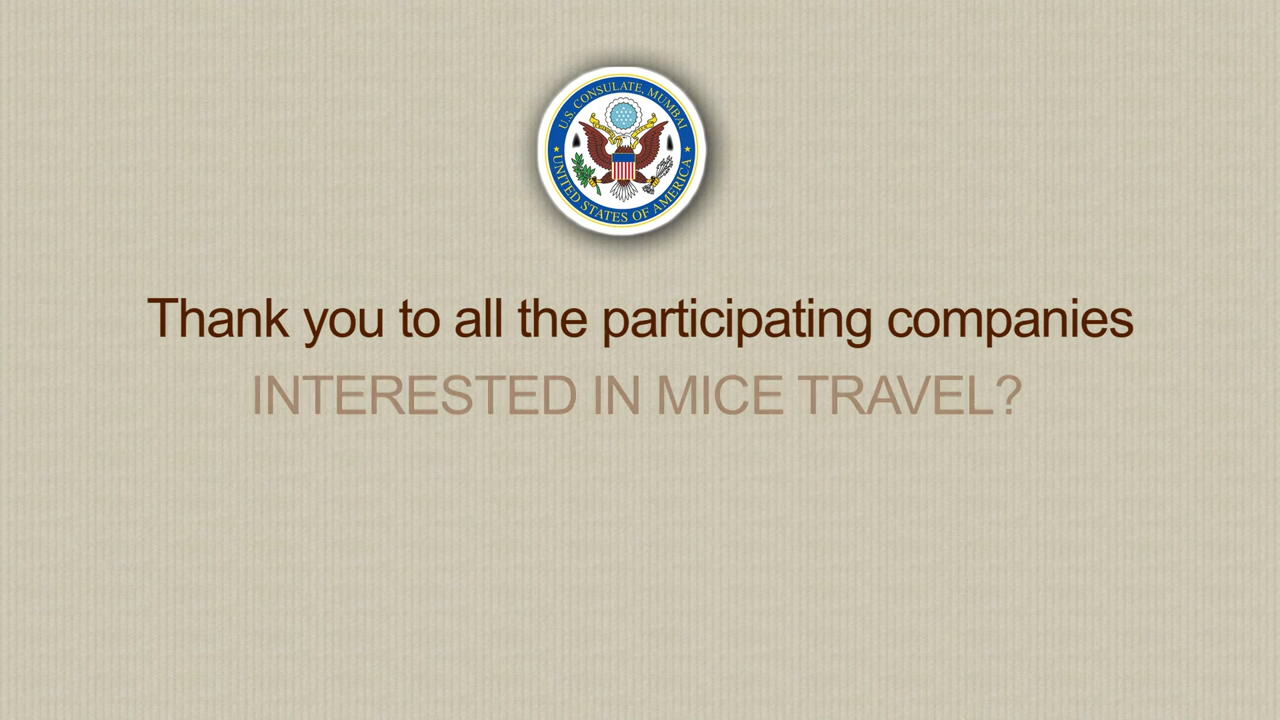 U.S. CONSULATE, MUMBAI
UNITED STATES OF AMERICA
Thank you to all the participating companies
INTERESTED IN MICE TRAVEL?